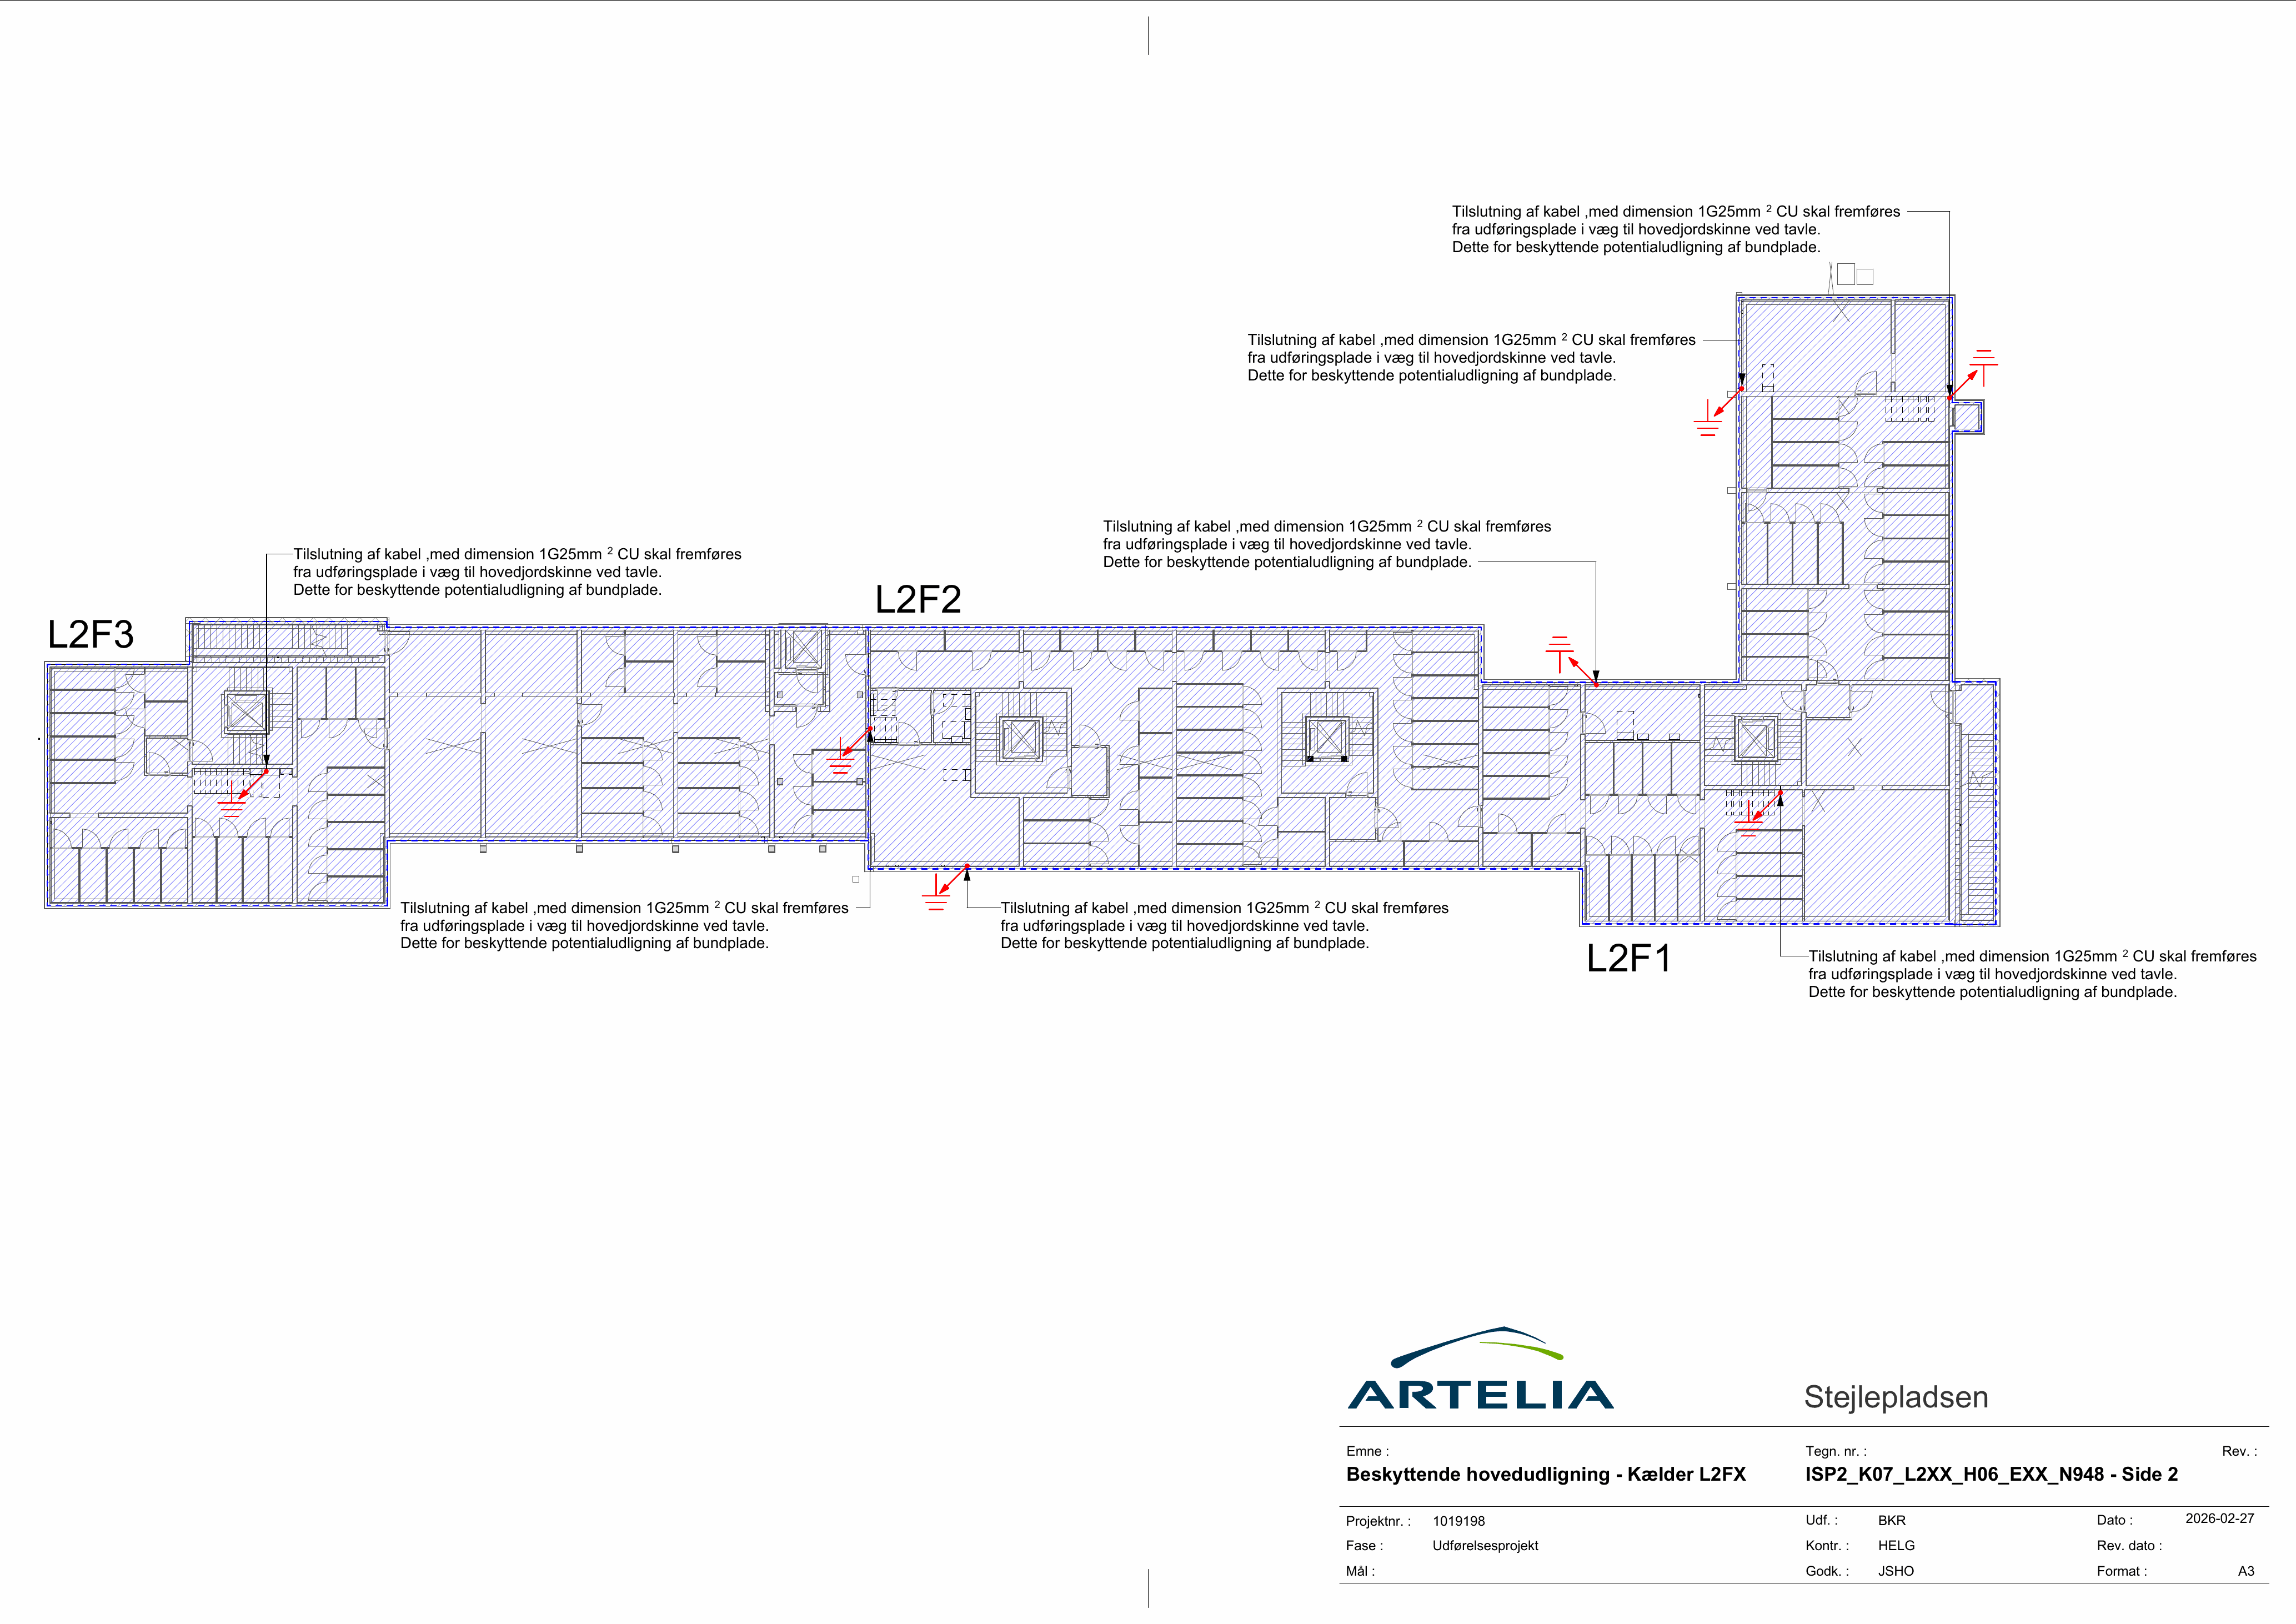 Tilslutning af kabel ,med dimension 1G25mm ² CU skal fremføres
fra udføringsplade i væg til hovedjordskinne ved tavle.
Dette for beskyttende potentialudligning af bundplade.
Tilslutning af kabel ,med dimension 1G25mm ² CU skal fremføres
fra udføringsplade i væg til hovedjordskinne ved tavle.
Dette for beskyttende potentialudligning af bundplade.
Tilslutning af kabel ,med dimension 1G25mm ² CU skal fremføres
fra udføringsplade i væg til hovedjordskinne ved tavle.
Dette for beskyttende potentialudligning af bundplade.
Tilslutning af kabel ,med dimension 1G25mm ² CU skal fremføres
fra udføringsplade i væg til hovedjordskinne ved tavle.
Dette for beskyttende potentialudligning af bundplade.
L2F2
L2F3
Tilslutning af kabel ,med dimension 1G25mm ² CU skal fremføres
fra udføringsplade i væg til hovedjordskinne ved tavle.
Dette for beskyttende potentialudligning af bundplade.
Tilslutning af kabel ,med dimension 1G25mm ² CU skal fremføres
fra udføringsplade i væg til hovedjordskinne ved tavle.
Dette for beskyttende potentialudligning af bundplade.
L2F1
Tilslutning af kabel ,med dimension 1G25mm ² CU skal fremføres
fra udføringsplade i væg til hovedjordskinne ved tavle.
Dette for beskyttende potentialudligning af bundplade.
ARTELIA
Stejlepladsen
Emne :
Tegn. nr. :
Rev. :
Beskyttende hovedudligning - Kælder L2FX
ISP2_K07_L2XX_H06_EXX_N948 - Side 2
Projektnr. : 1019198
Udf. : BKR
Dato : 2026-02-27
Fase : Udførelsesprojekt
Kontr. : HELG
Rev. dato :
Mål :
Godk. : JSHO
Format : A3